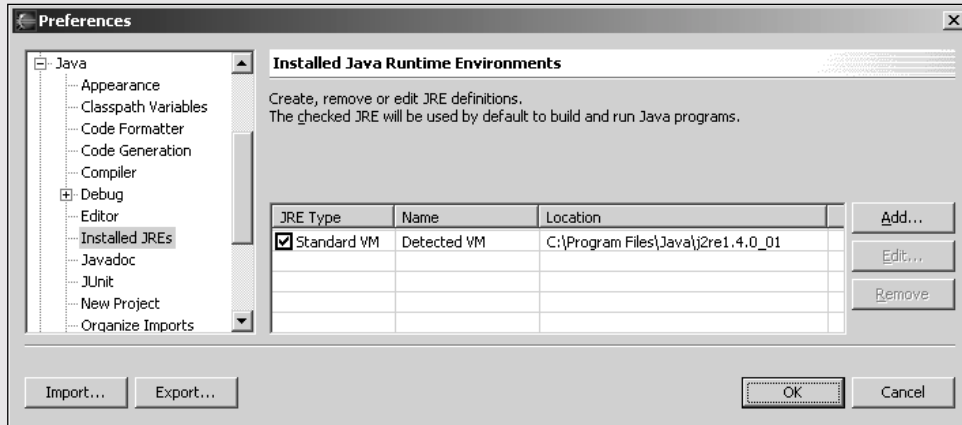 Preferences
Java
Appearance
Classpath Variables
Code Formatter
Code Generation
Compiler
Debug
Editor
Installed JREs
Javadoc
JUnit
New Project
Organize Imports
Installed Java Runtime Environments
Create, remove or edit JRE definitions.
The checked JRE will be used by default to build and run Java programs.
JRE Type Name Location
Standard VM Detected VM C:\Program Files\Java\j2re1.4.0_01
Add...
Edit...
Remove
Import... Export... OK Cancel